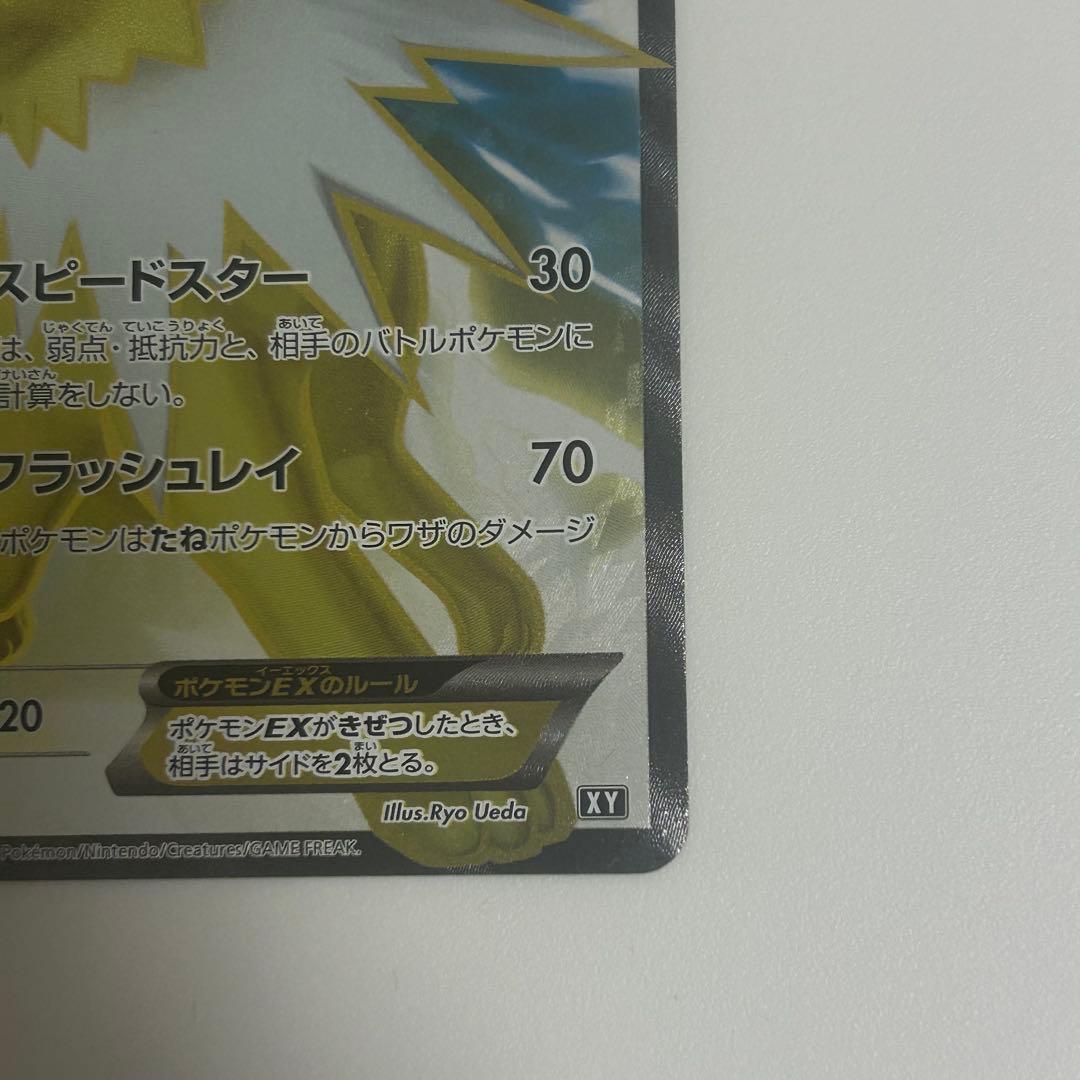 スピードスター 30
じゃくてん ていこうりょく あいて
は、弱点・抵抗力と、相手のバトルポケモンに
けいさん
計算をしない。
フラッシュレイ 70
ポケモンはたねポケモンからワザのダメージ
イーエックス
ポケモンEXのルール
20
ポケモンEXがきぜつしたとき、
あいて まい
相手はサイドを2枚とる。
Illus.Ryo Ueda XY
Pokémon/Nintendo/Creatures/GAME FREAK.